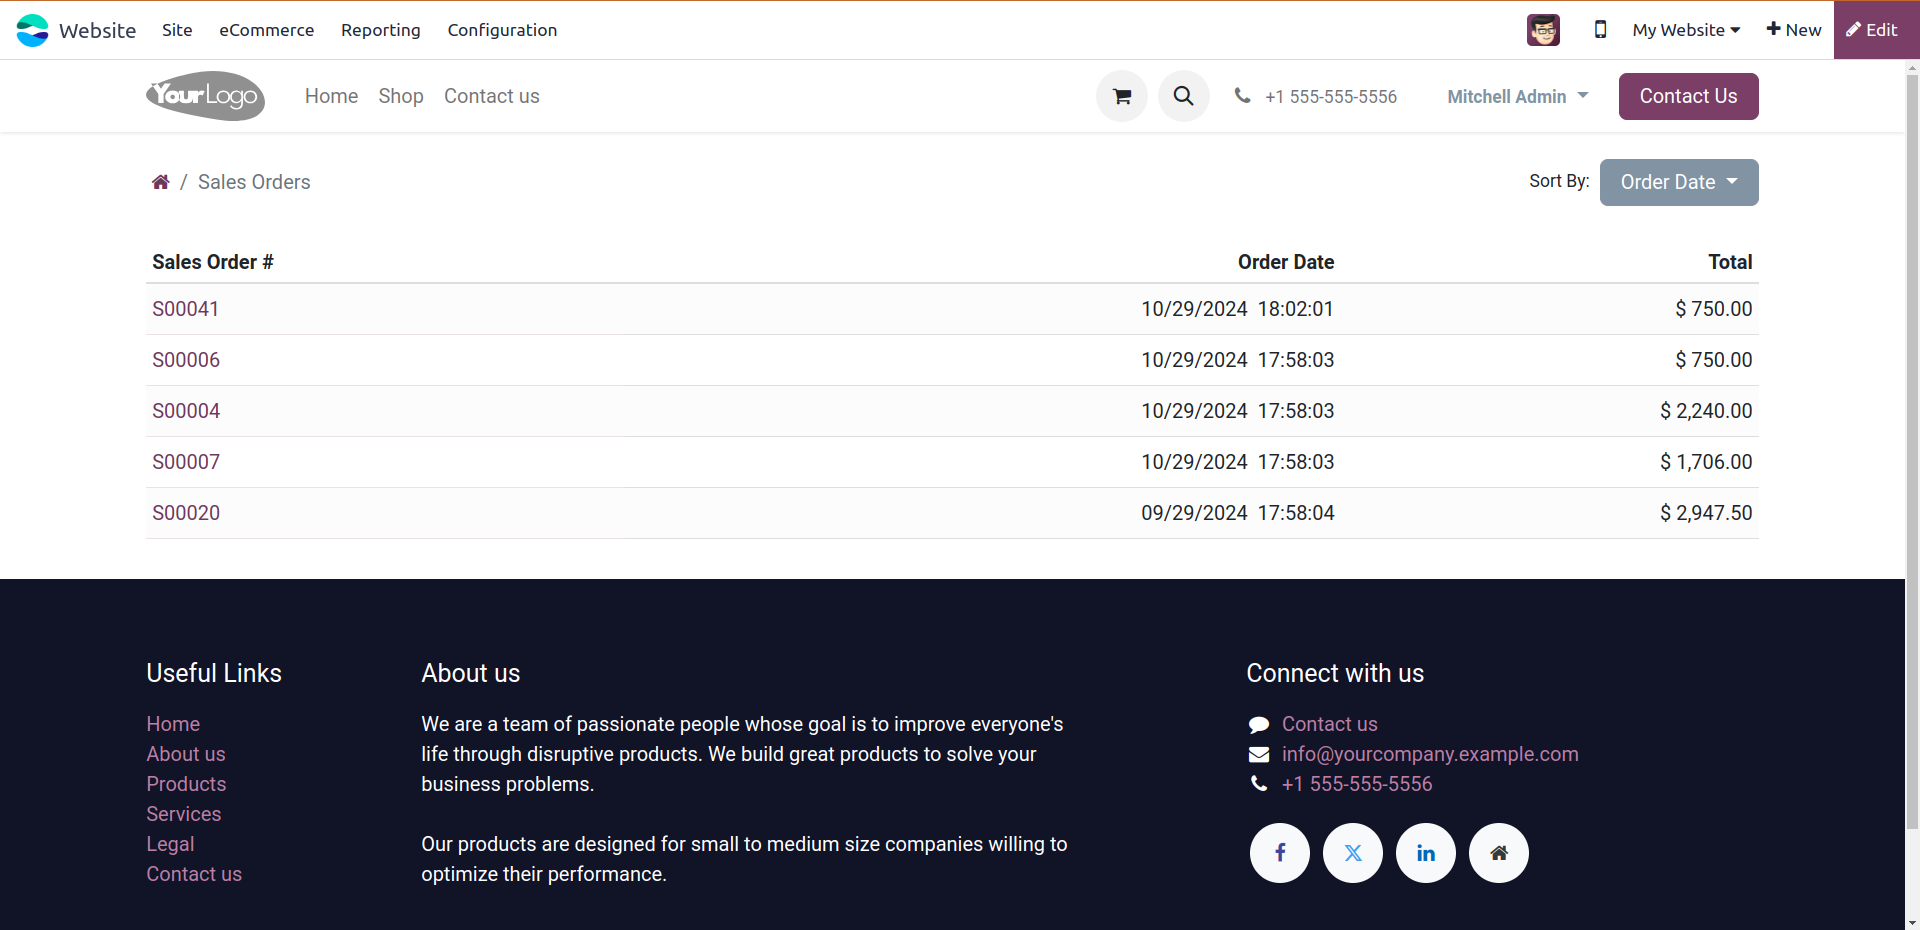 Website Site eCommerce Reporting Configuration My Website New Edit
YourLogo Home Shop Contact us +1 555-555-5556 Mitchell Admin Contact Us
/ Sales Orders Sort By: Order Date
Sales Order # Order Date Total
S00041 10/29/2024 18:02:01 $ 750.00
S00006 10/29/2024 17:58:03 $ 750.00
S00004 10/29/2024 17:58:03 $ 2,240.00
S00007 10/29/2024 17:58:03 $ 1,706.00
S00020 09/29/2024 17:58:04 $ 2,947.50
Useful Links
Home
About us
Products
Services
Legal
Contact us
About us
We are a team of passionate people whose goal is to improve everyone's
life through disruptive products. We build great products to solve your
business problems.
Our products are designed for small to medium size companies willing to
optimize their performance.
Connect with us
Contact us
info@yourcompany.example.com
+1 555-555-5556